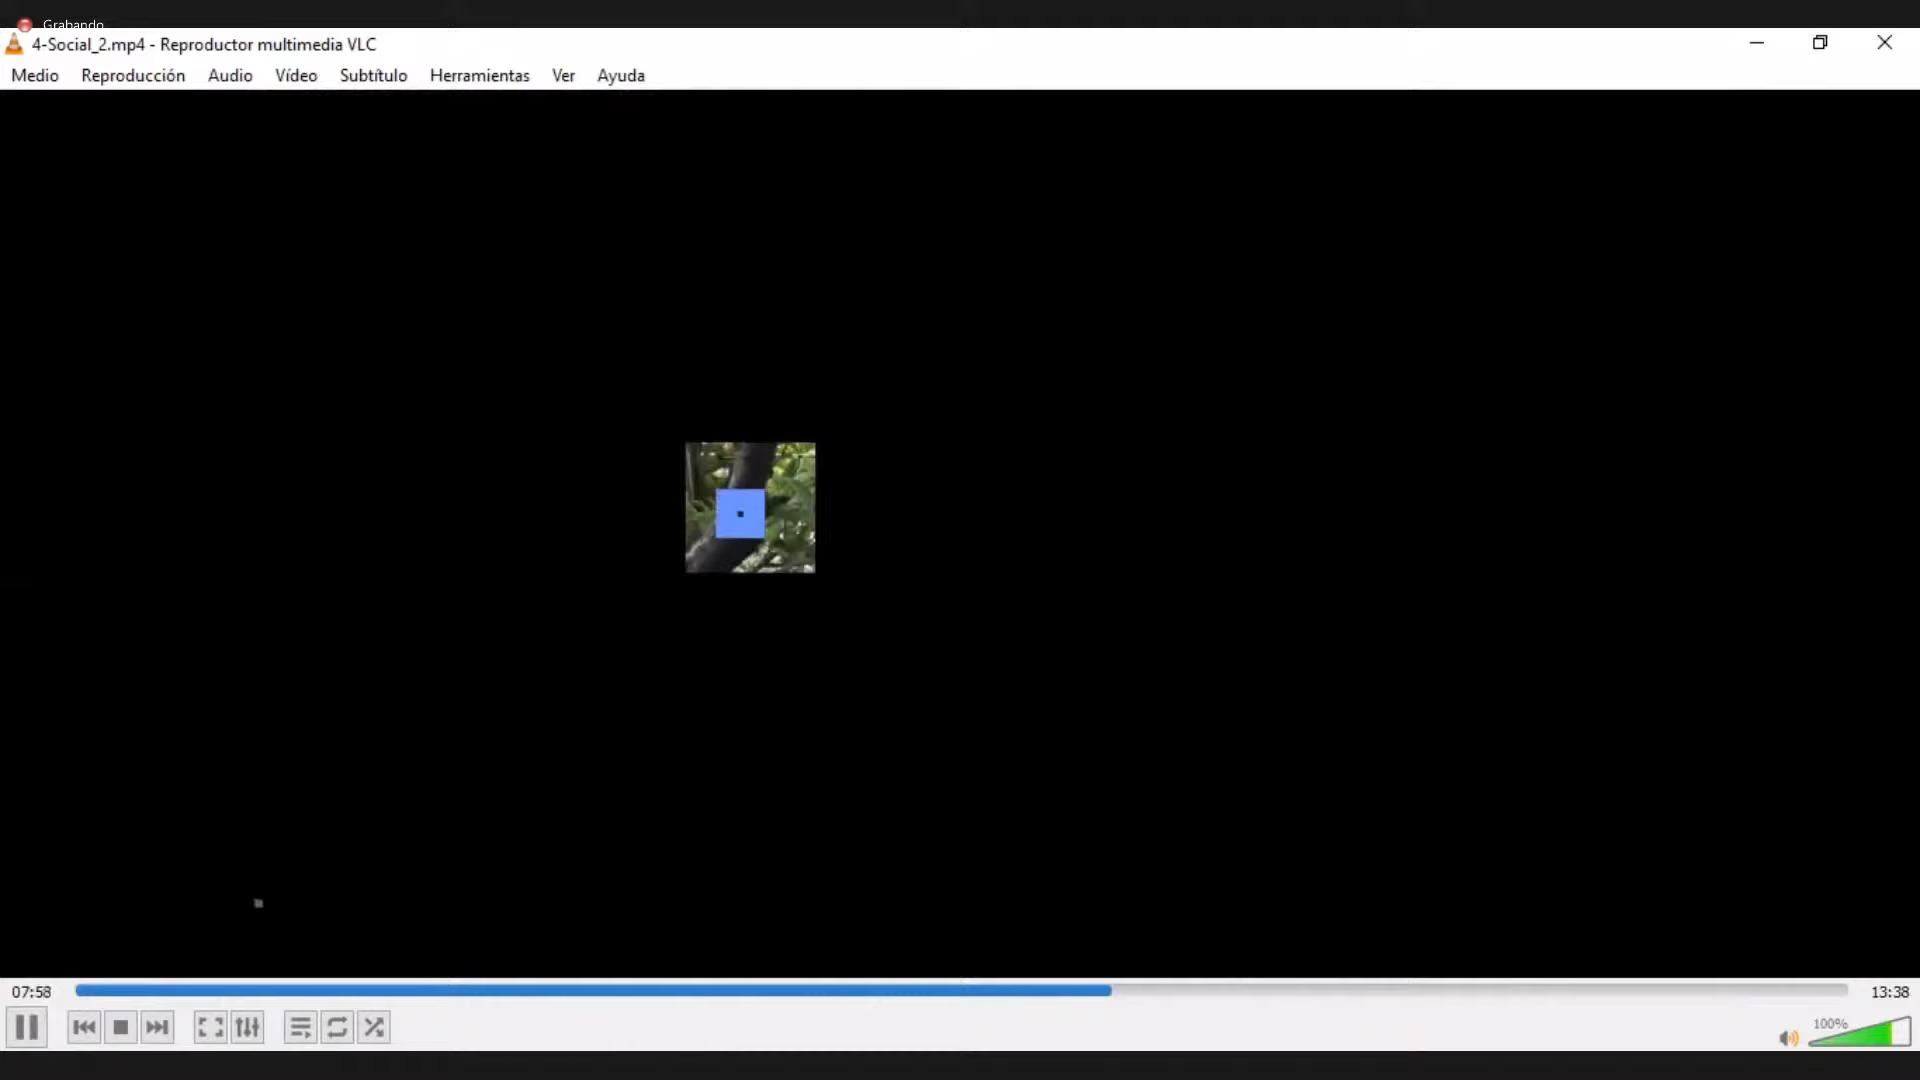 Grabando
4-Social_2.mp4 - Reproductor multimedia VLC
Medio Reproducción Audio Vídeo Subtítulo Herramientas Ver Ayuda
07:58
13:38
100%